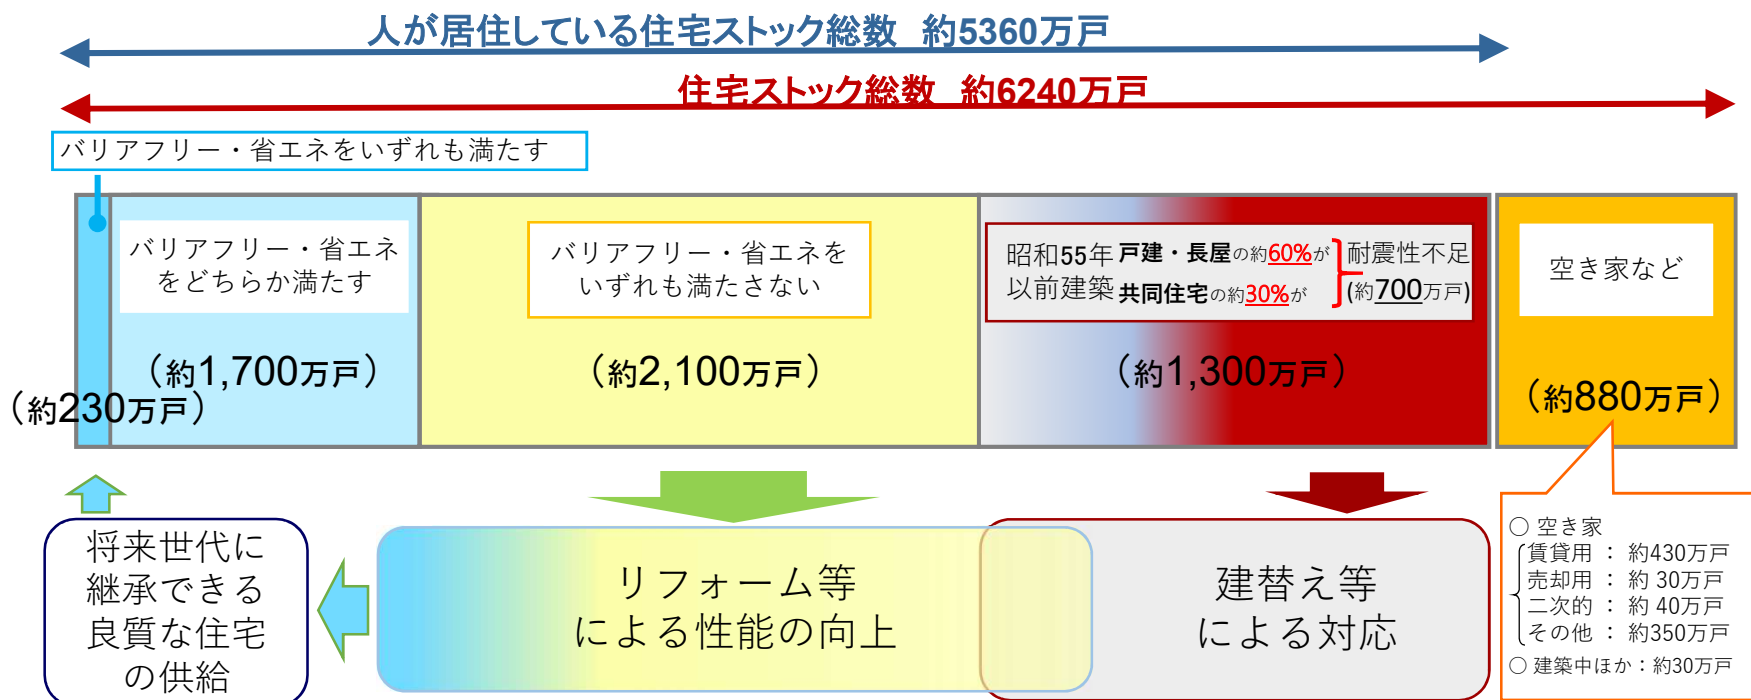 人が居住している住宅ストック総数 約5360万戸
住宅ストック総数 約6240万戸
バリアフリー・省エネをいずれも満たす
バリアフリー・省エネ
をどちらか満たす
（約1,700万戸）
（約230万戸）
バリアフリー・省エネを
いずれも満たさない
（約2,100万戸）
昭和55年
以前建築
戸建・長屋の約60%が
共同住宅の約30%が
耐震性不足
(約700万戸)
（約1,300万戸）
空き家など
（約880万戸）
将来世代に
継承できる
良質な住宅
の供給
リフォーム等
による性能の向上
建替え等
による対応
○ 空き家
賃貸用 ： 約430万戸
売却用 ： 約 30万戸
二次的 ： 約 40万戸
その他 ： 約350万戸
○ 建築中ほか：約30万戸